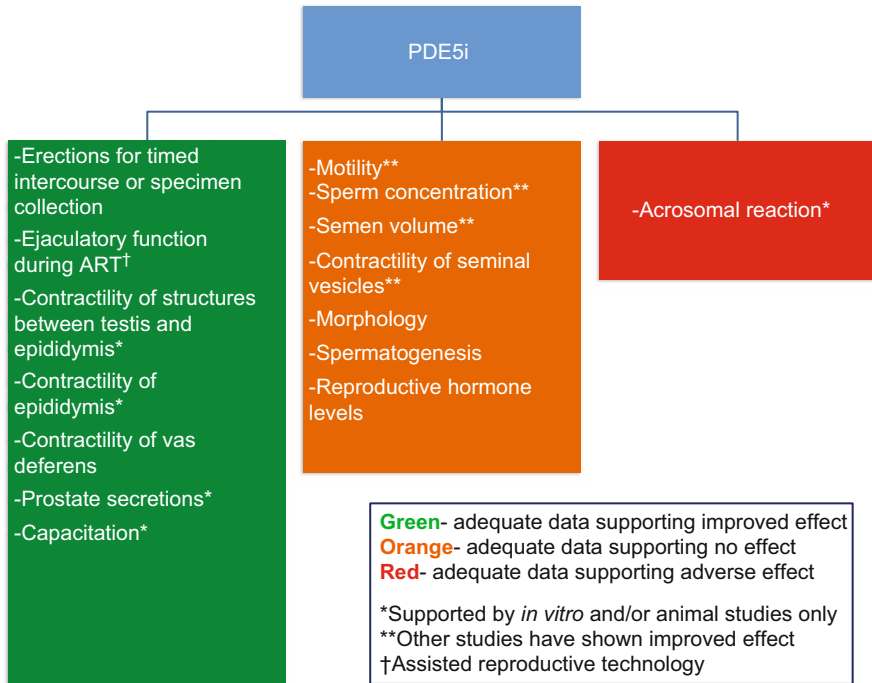 PDE5i
-Erections for timed
intercourse or specimen
collection
-Ejaculatory function
during ART†
-Contractility of structures
between testis and
epididymis*
-Contractility of
epididymis*
-Contractility of vas
deferens
-Prostate secretions*
-Capacitation*
-Motility**
-Sperm concentration**
-Semen volume**
-Contractility of seminal
vesicles**
-Morphology
-Spermatogenesis
-Reproductive hormone
levels
-Acrosomal reaction*
Green- adequate data supporting improved effect
Orange- adequate data supporting no effect
Red- adequate data supporting adverse effect
*Supported by in vitro and/or animal studies only
**Other studies have shown improved effect
†Assisted reproductive technology